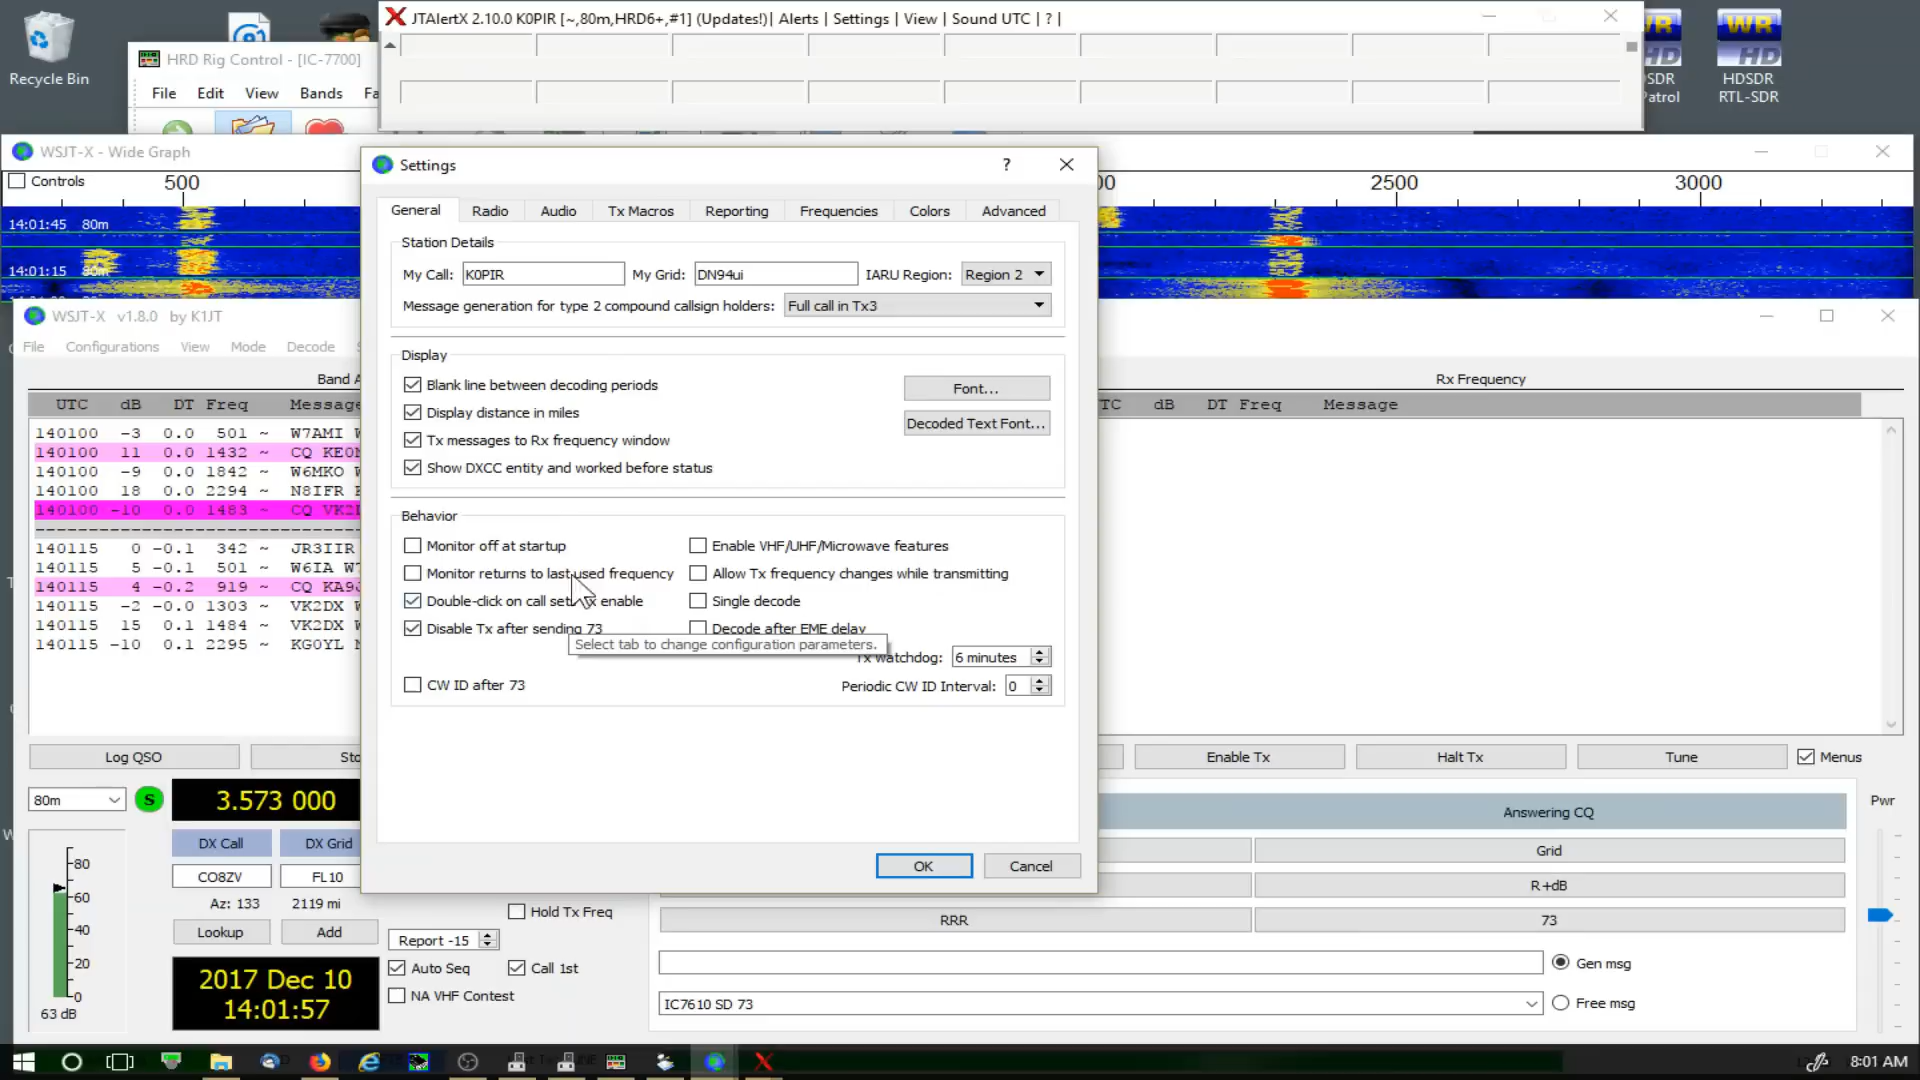 JTAlertX 2.10.0 K0PIR [~,80m,HRD6+,#1] (Updates!)| Alerts | Settings | View | Sound UTC | ? |
Recycle Bin
HRD Rig Control - [IC-7700]
File Edit View Bands Fa
SDR
atrol
HDSDR
RTL-SDR
WSJT-X - Wide Graph
Controls
500
00
2500
3000
14:01:45 80m
14:01:15
Settings
?
General Radio Audio Tx Macros Reporting Frequencies Colors Advanced
Station Details
My Call: K0PIR My Grid: DN94ui IARU Region: Region 2
Message generation for type 2 compound callsign holders: Full call in Tx3
Display
Blank line between decoding periods
Display distance in miles
Tx messages to Rx frequency window
Show DXCC entity and worked before status
Font...
Decoded Text Font...
Behavior
Monitor off at startup
Enable VHF/UHF/Microwave features
Monitor returns to last used frequency
Allow Tx frequency changes while transmitting
Double-click on call set enable
Single decode
Disable Tx after sending 73
Decode after EME delay
Select tab to change configuration parameters.
Tx watchdog: 6 minutes
CW ID after 73
Periodic CW ID Interval: 0
OK Cancel
WSJT-X v1.8.0 by K1JT
File Configurations View Mode Decode
Band A
Rx Frequency
UTC dB DT Freq Message
TC dB DT Freq Message
140100 -3 0.0 501 ~ W7AMI
140100 11 0.0 1432 ~ CQ
140100 -9 0.0 1842 ~ W6MKO
140100 18 0.0 2294 ~ N8IFR
140100 -10 0.0 1483 ~ CQ
140115 0 -0.1 342 ~ JR3IIR
140115 5 -0.1 501 ~ W6IA
140115 4 -0.2 919 ~ CQ
140115 -2 -0.0 1303 ~ VK2DX
140115 15 0.1 1484 ~ VK2DX
140115 -10 0.1 2295 ~ KG0YL
Log QSO
Sto
Enable Tx
Halt Tx
Tune
Menus
80m
S
3.573 000
DX Call DX Grid
CO8ZV FL10
Az: 133 2119 mi
Lookup Add
80
60
40
20
0
63 dB
2017 Dec 10
14:01:57
Hold Tx Freq
Report -15
Auto Seq Call 1st
NA VHF Contest
Answering CQ
Pwr
Grid
R+dB
RRR
73
Gen msg
IC7610 SD 73
Free msg
8:01 AM